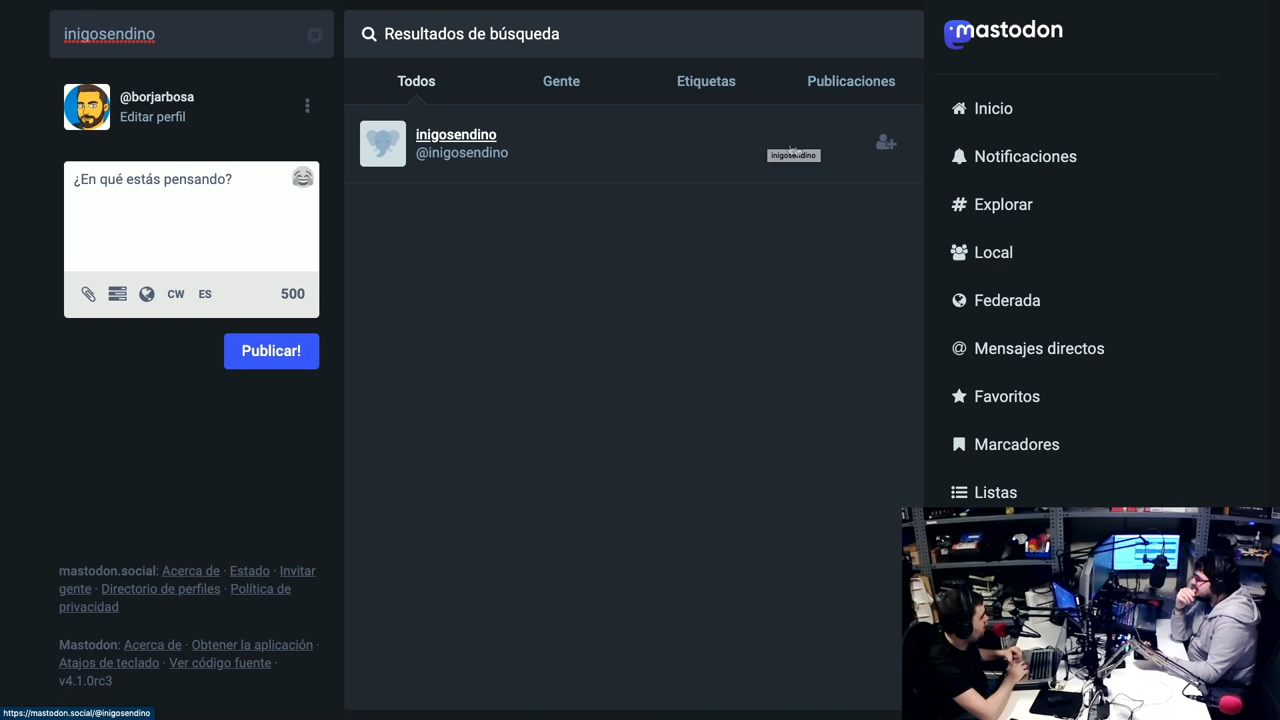 inigosendino
@borjarbosa
Editar perfil
¿En qué estás pensando?
CW
ES
500
Publicar!
mastodon.social: Acerca de · Estado · Invitar
gente · Directorio de perfiles · Política de
privacidad
Mastodon: Acerca de · Obtener la aplicación ·
Atajos de teclado · Ver código fuente ·
v4.1.0rc3
https://mastodon.social/@inigosendino
Resultados de búsqueda
Todos
Gente
Etiquetas
Publicaciones
inigosendino
@inigosendino
inigosendino
mastodon
Inicio
Notificaciones
Explorar
Local
Federada
Mensajes directos
Favoritos
Marcadores
Listas